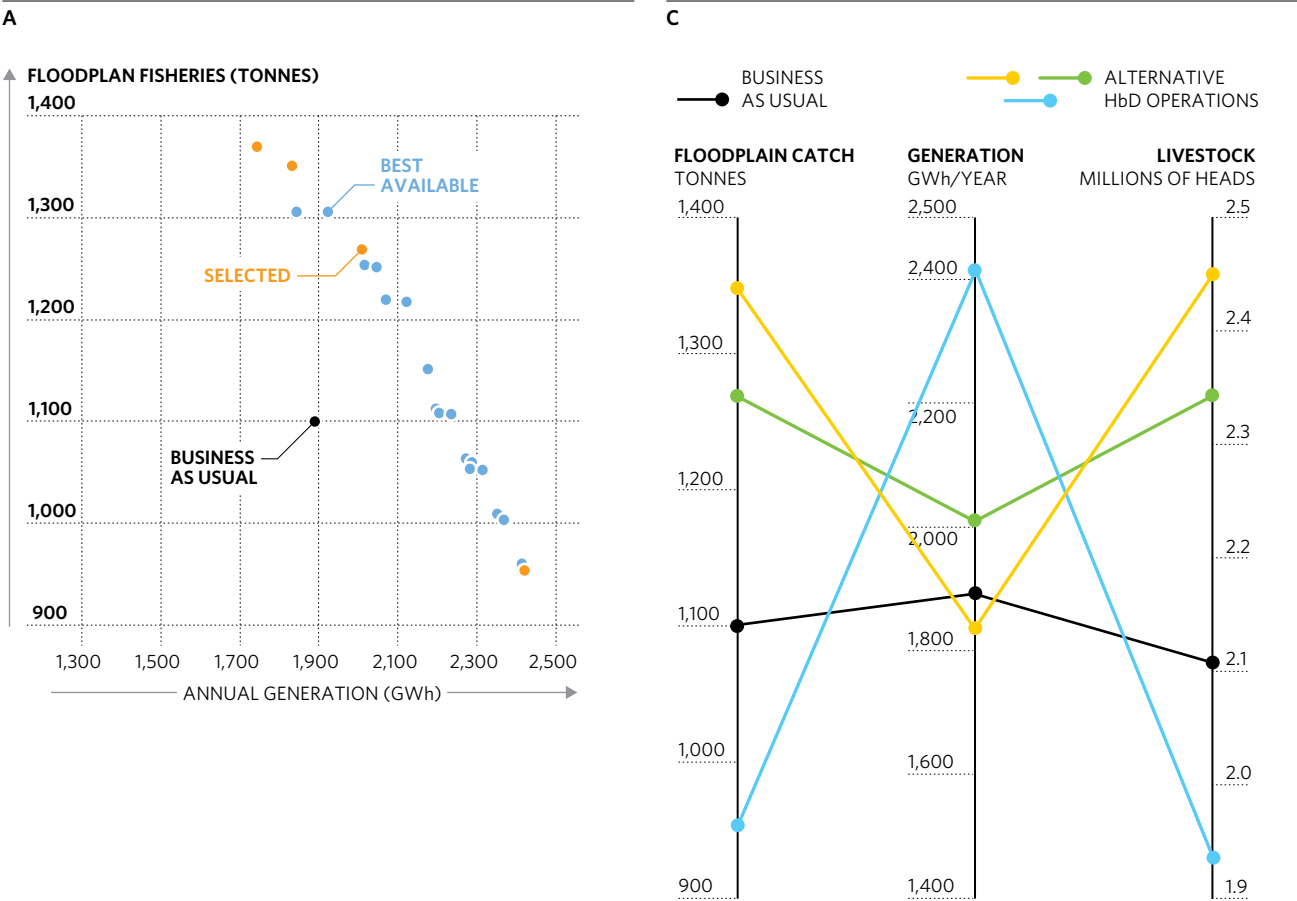 A
FLOODPLAN FISHERIES (TONNES)
1,400
1,300
1,200
1,100
1,000
900
BEST
AVAILABLE
SELECTED
BUSINESS
AS USUAL
1,300
1,500
1,700
1,900
2,100
2,300
2,500
ANNUAL GENERATION (GWh)
C
BUSINESS
AS USUAL
ALTERNATIVE
HbD OPERATIONS
FLOODPLAIN CATCH
TONNES
1,400
1,300
1,200
1,100
1,000
900
GENERATION
GWh/YEAR
2,500
2,400
2,200
2,000
1,800
1,600
1,400
LIVESTOCK
MILLIONS OF HEADS
2.5
2.4
2.3
2.2
2.1
2.0
1.9